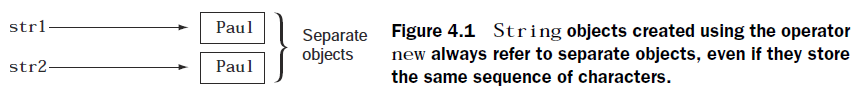 str1
Paul
str2
Paul
Separate
objects
Figure 4.1 String objects created using the operator
new always refer to separate objects, even if they store
the same sequence of characters.